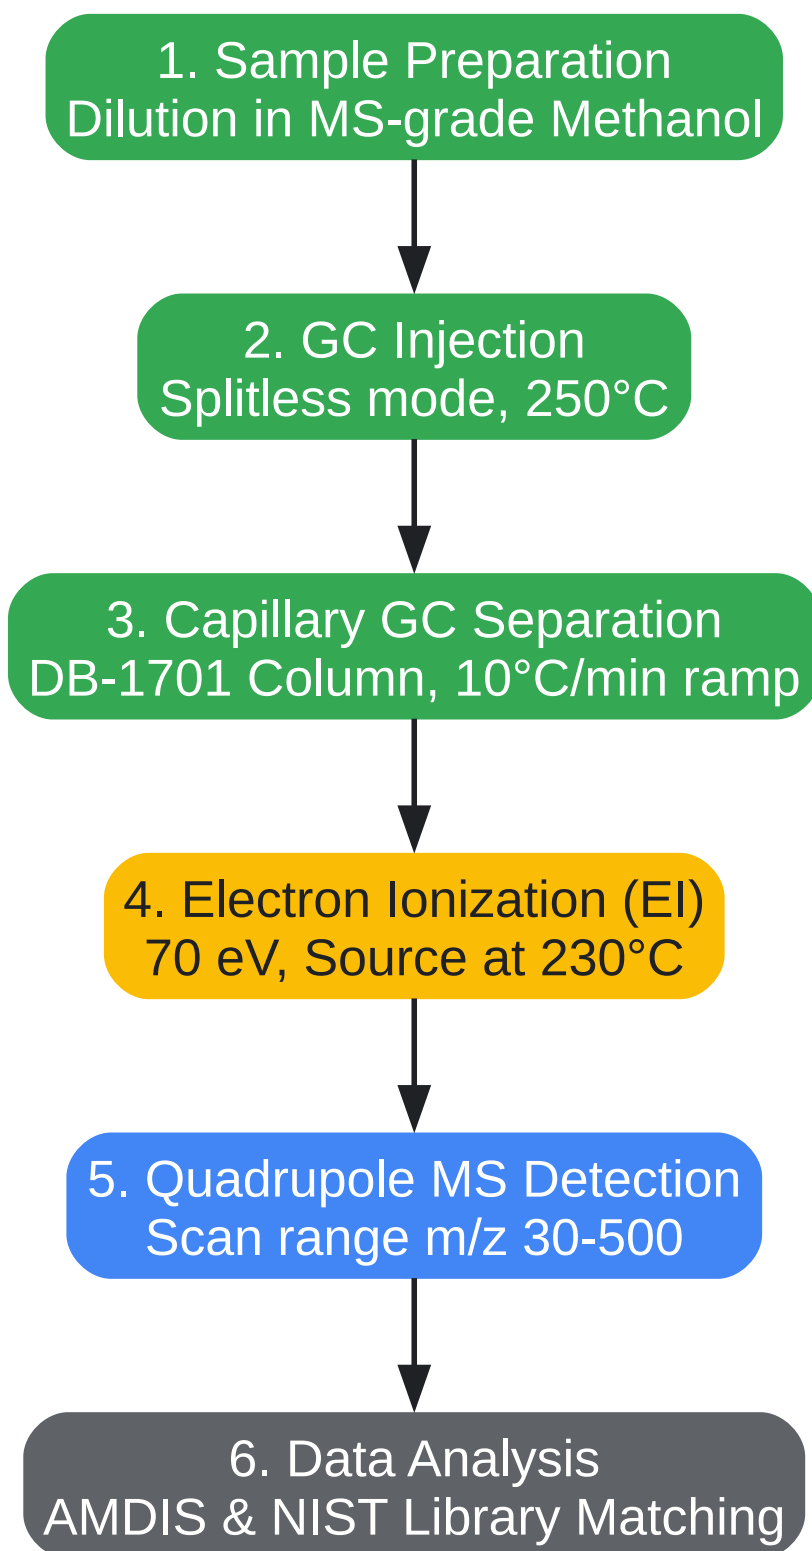 1. Sample Preparation
Dilution in MS-grade Methanol
2. GC Injection
Splitless mode, 250°C
3. Capillary GC Separation
DB-1701 Column, 10°C/min ramp
4. Electron Ionization (EI)
70 eV, Source at 230°C
5. Quadrupole MS Detection
Scan range m/z 30-500
6. Data Analysis
AMDIS & NIST Library Matching